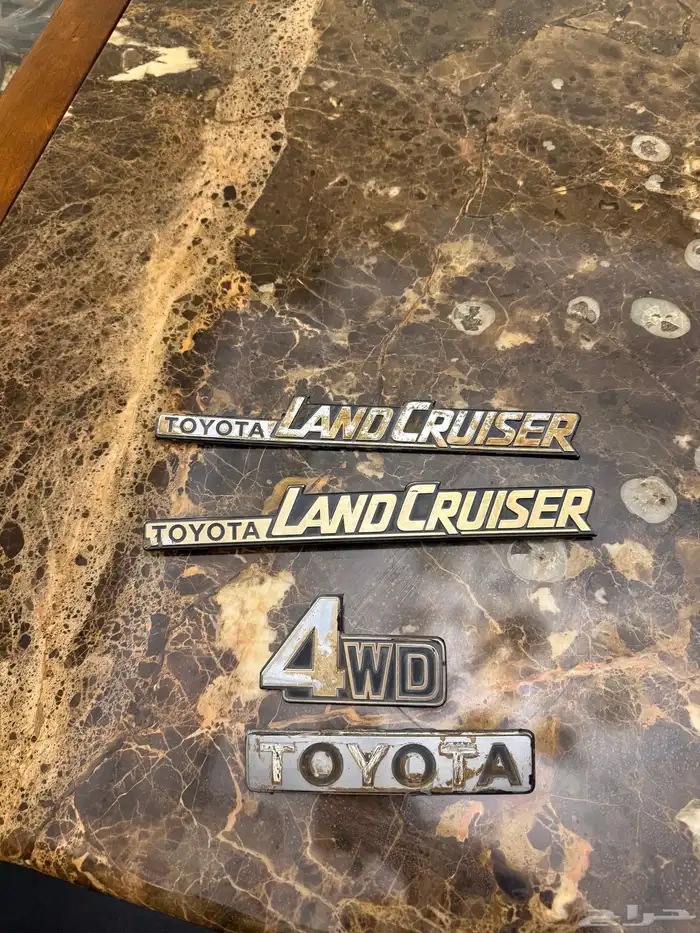 TOYOTA LAND CRUISER
TOYOTA LAND CRUISER
4WD
TOYOTA
حراج